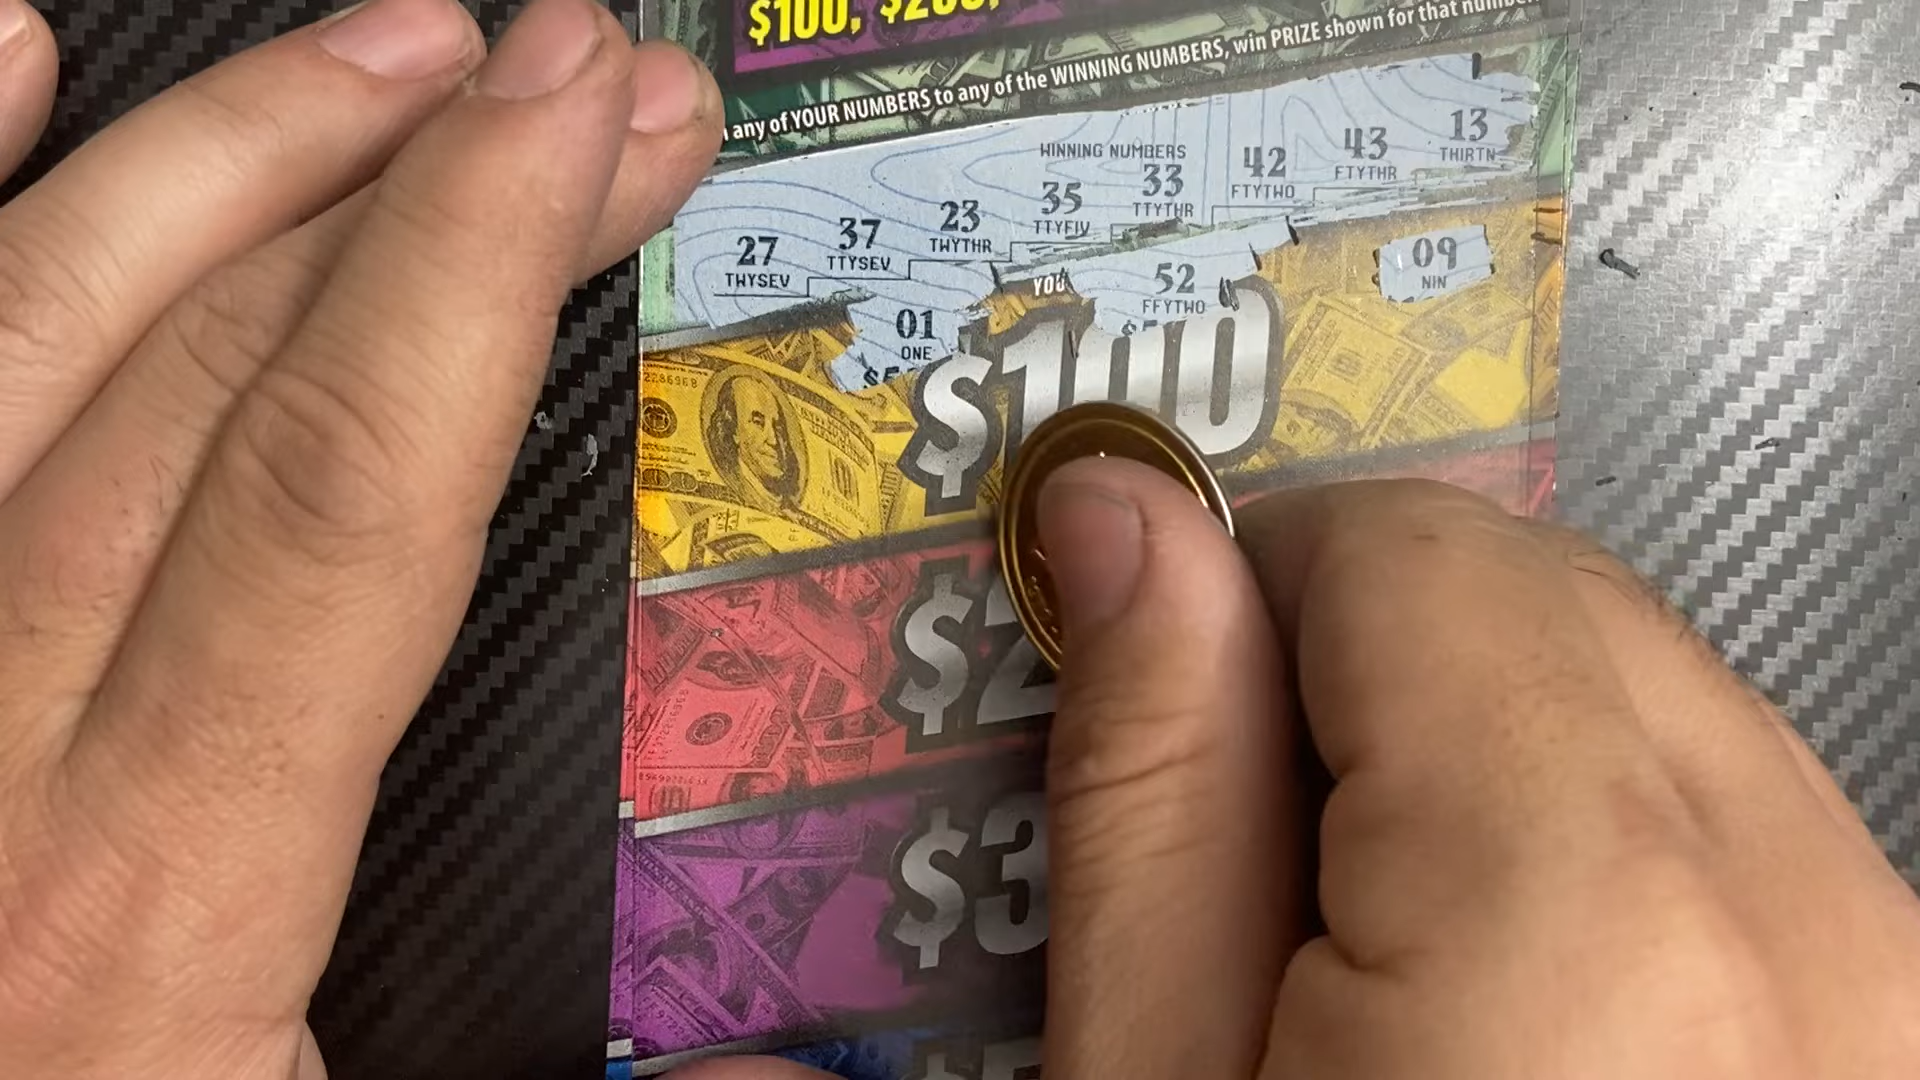 $100, $200,
any of YOUR NUMBERS to any of the WINNING NUMBERS, win PRIZE shown for that number
WINNING NUMBERS
27 37 23 35 33 42 43 13
TWYSEV TTYSEV TWYTHR TTYFIV TTYTHR FTYTWO FTYTHR THIRTN
YOU
01 52 09
ONE FFYTWO NIN
$100
$2
$3